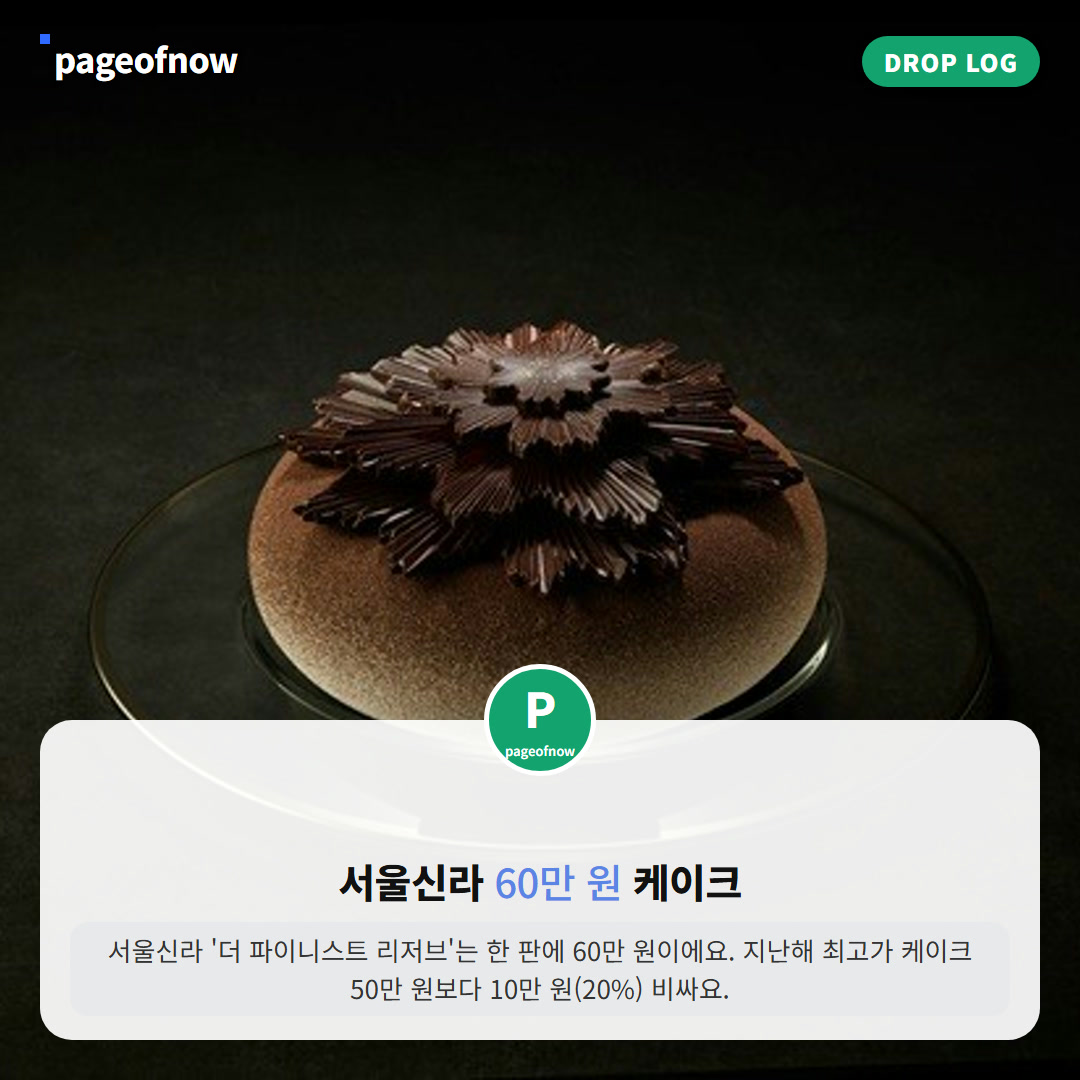 pageofnow
DROP LOG
P
pageofnow
서울신라 60만 원 케이크
서울신라 '더 파이니스트 리저브'는 한 판에 60만 원이에요. 지난해 최고가 케이크
50만 원보다 10만 원(20%) 비싸요.